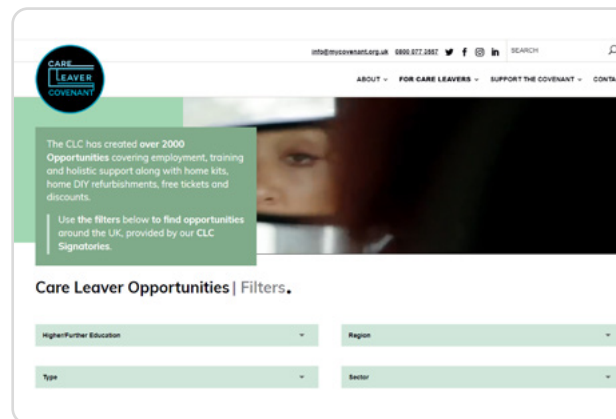 info@mycovenant.org.uk 0800 077 3557 SEARCH
CARE
LEAVER
COVENANT
ABOUT FOR CARE LEAVERS SUPPORT THE COVENANT CONTA
The CLC has created over 2000
Opportunities covering employment, training
and holistic support along with home kits,
home DIY refurbishments, free tickets and
discounts.
Use the filters below to find opportunities
around the UK, provided by our CLC
Signatories.
Care Leaver Opportunities | Filters.
Higher/Further Education Region
Type Sector